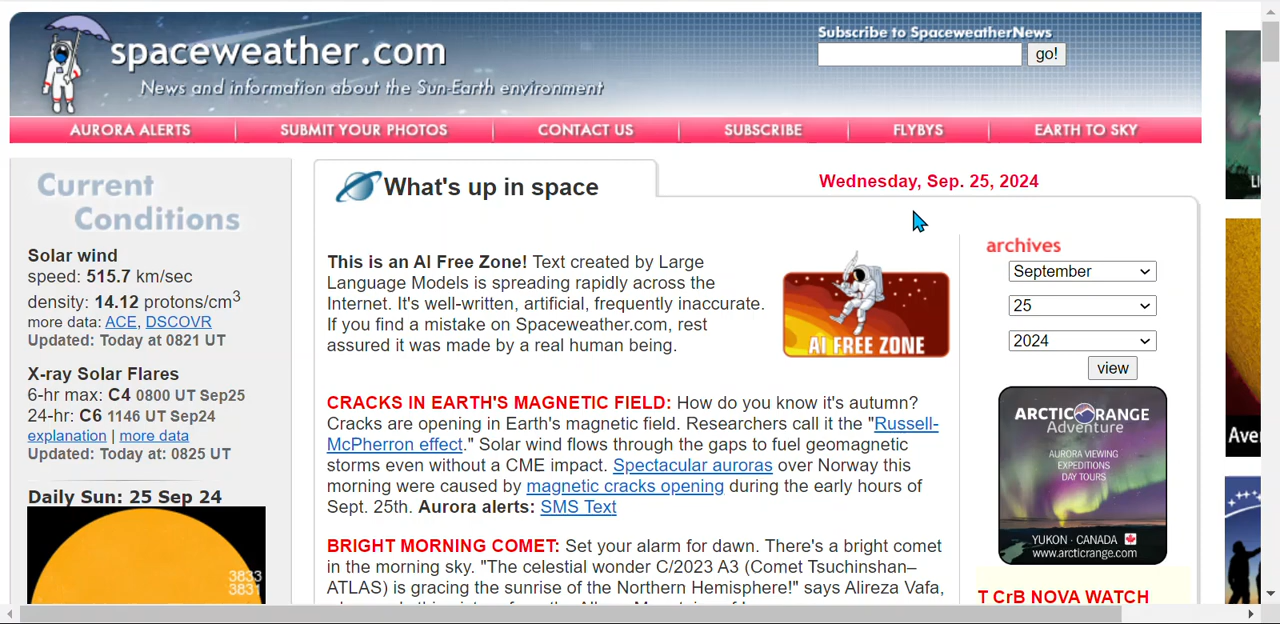 spaceweather.com
News and information about the Sun-Earth environment
Subscribe to SpaceweatherNews
go!
AURORA ALERTS
SUBMIT YOUR PHOTOS
CONTACT US
SUBSCRIBE
FLYBYS
EARTH TO SKY
Current
Conditions
Solar wind
speed: 515.7 km/sec
density: 14.12 protons/cm3
more data: ACE, DSCOVR
Updated: Today at 0821 UT
X-ray Solar Flares
6-hr max: C4 0800 UT Sep25
24-hr: C6 1146 UT Sep24
explanation | more data
Updated: Today at: 0825 UT
Daily Sun: 25 Sep 24
3833
3831
What's up in space
Wednesday, Sep. 25, 2024
This is an AI Free Zone! Text created by Large
Language Models is spreading rapidly across the
Internet. It's well-written, artificial, frequently inaccurate.
If you find a mistake on Spaceweather.com, rest
assured it was made by a real human being.
AI FREE ZONE
CRACKS IN EARTH'S MAGNETIC FIELD: How do you know it's autumn?
Cracks are opening in Earth's magnetic field. Researchers call it the "Russell-
McPherron effect." Solar wind flows through the gaps to fuel geomagnetic
storms even without a CME impact. Spectacular auroras over Norway this
morning were caused by magnetic cracks opening during the early hours of
Sept. 25th. Aurora alerts: SMS Text
BRIGHT MORNING COMET: Set your alarm for dawn. There's a bright comet
in the morning sky. "The celestial wonder C/2023 A3 (Comet Tsuchinshan–
ATLAS) is gracing the sunrise of the Northern Hemisphere!" says Alireza Vafa,
archives
September
25
2024
view
ARCTIC RANGE
Adventure
AURORA VIEWING
EXPEDITIONS
DAY TOURS
YUKON · CANADA
www.arcticrange.com
T CrB NOVA WATCH